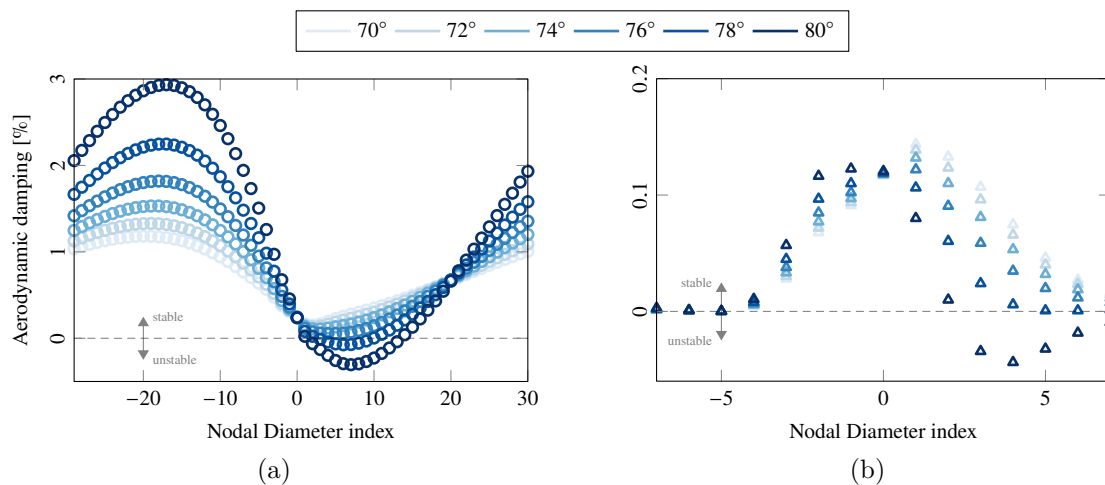 70° 72° 74° 76° 78° 80°
3
2
1
0
Aerodynamic damping [%]
stable
unstable
−20 −10 0 10 20 30
Nodal Diameter index
(a)
0.2
0.1
0
stable
unstable
−5 0 5
Nodal Diameter index
(b)